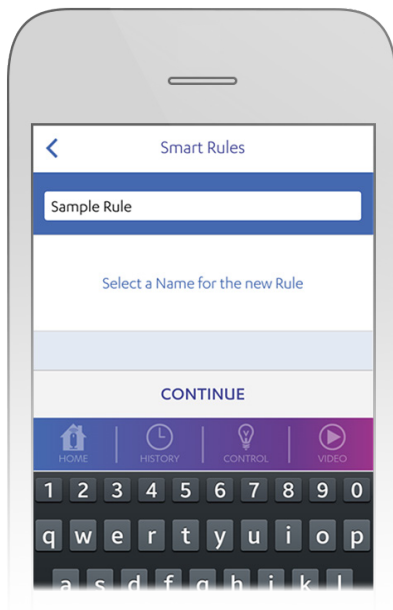 Smart Rules
Sample Rule
Select a Name for the new Rule
CONTINUE
HOME HISTORY CONTROL VIDEO
1 2 3 4 5 6 7 8 9 0
q w e r t y u i o p
a s d f g h j k l